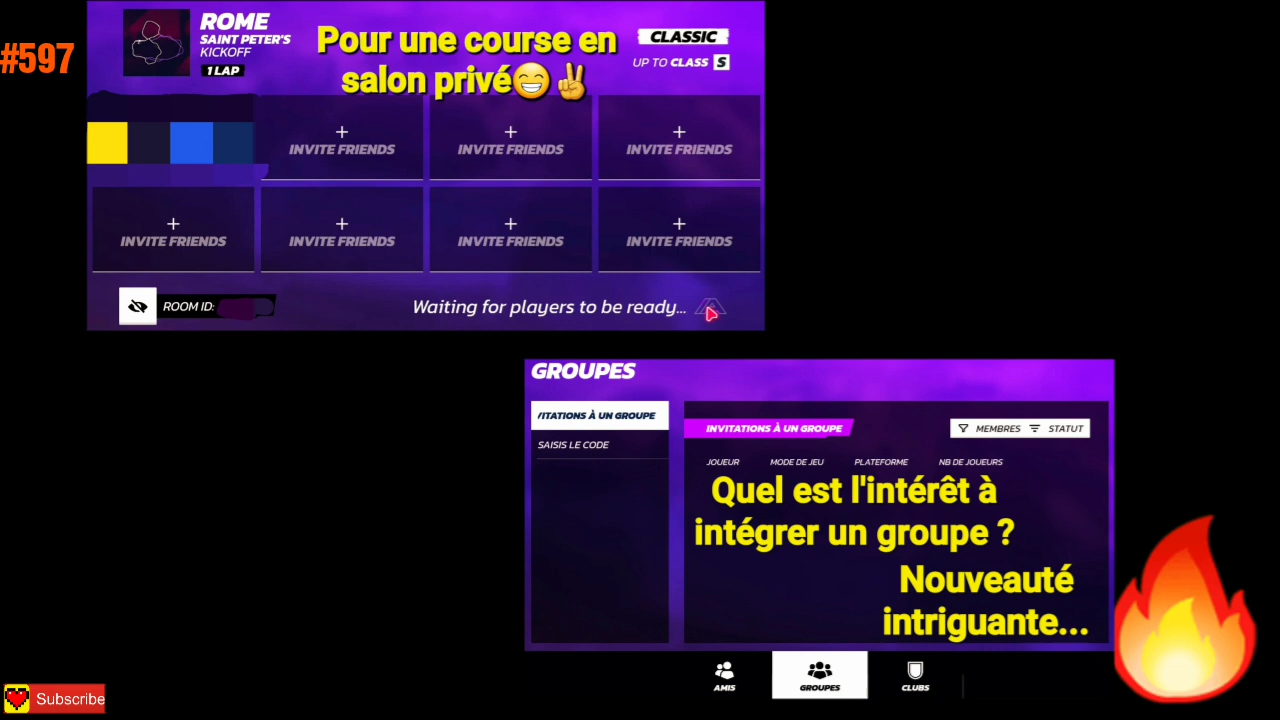 #597
ROME
SAINT PETER'S
KICKOFF
1 LAP
Pour une course en
salon privé😁✌
CLASSIC
UP TO CLASS S
+
INVITE FRIENDS
+
INVITE FRIENDS
+
INVITE FRIENDS
+
INVITE FRIENDS
+
INVITE FRIENDS
+
INVITE FRIENDS
+
INVITE FRIENDS
ROOM ID:
Waiting for players to be ready...
GROUPES
ITATIONS À UN GROUPE
SAISIS LE CODE
INVITATIONS À UN GROUPE
MEMBRES STATUT
JOUEUR MODE DE JEU PLATEFORME NB DE JOUEURS
Quel est l'intérêt à
intégrer un groupe ?
Nouveauté
intriguante...
AMIS GROUPES CLUBS
Subscribe